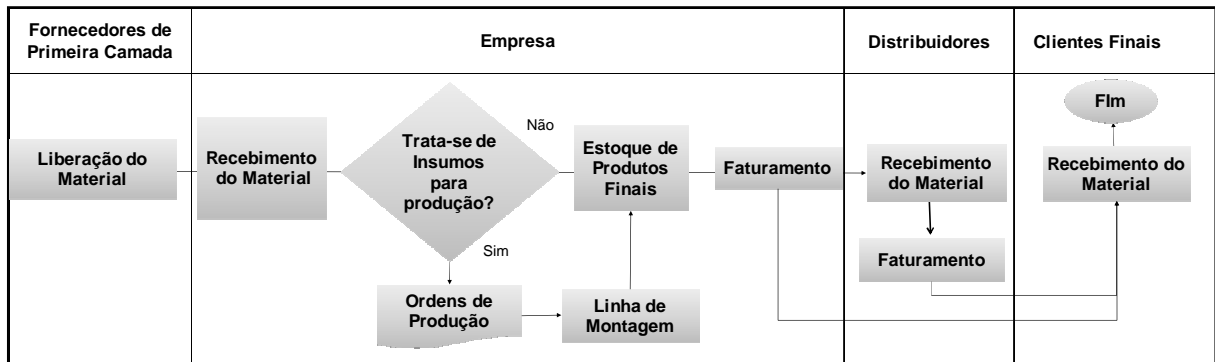 Fornecedores de
Primeira Camada
Empresa
Distribuidores
Clientes Finais
Liberação do
Material
Recebimento
do Material
Trata-se de
Insumos
para
produção?
Não
Sim
Estoque de
Produtos
Finais
Faturamento
Ordens de
Produção
Linha de
Montagem
Recebimento
do Material
Faturamento
FIm
Recebimento do
Material